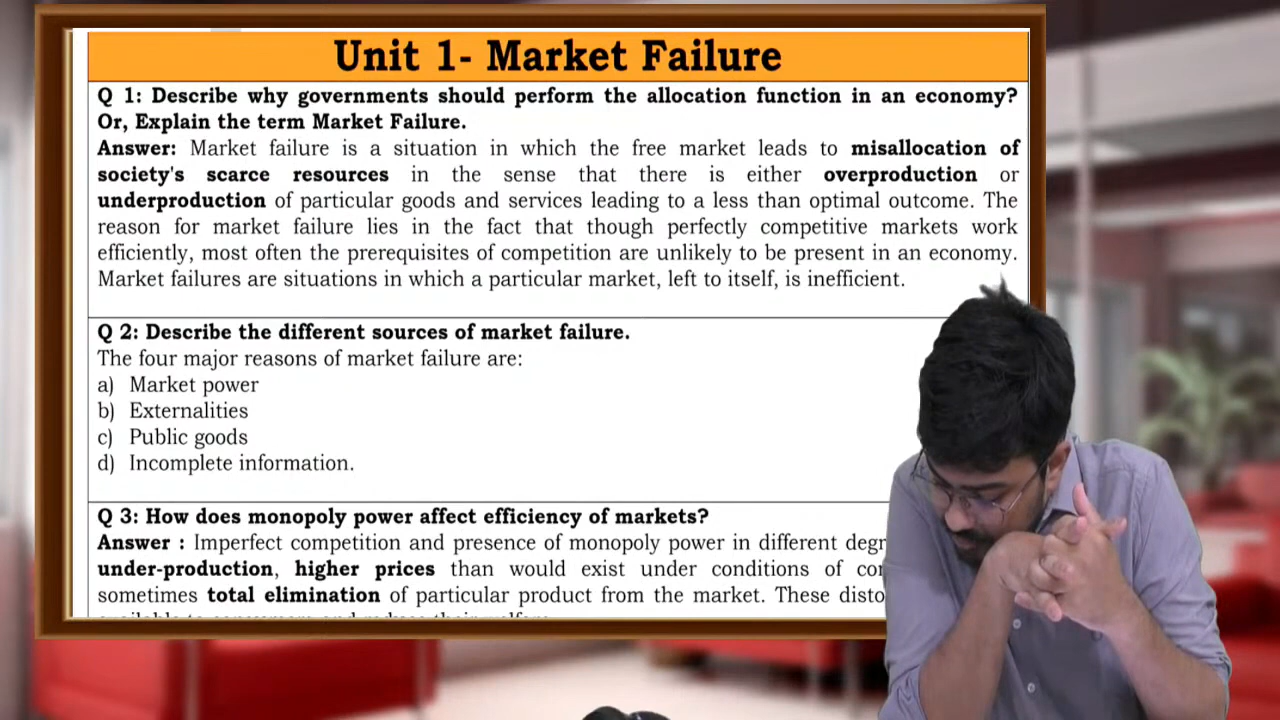 Unit 1- Market Failure
Q 1: Describe why governments should perform the allocation function in an economy?
Or, Explain the term Market Failure.
Answer: Market failure is a situation in which the free market leads to misallocation of
society's scarce resources in the sense that there is either overproduction or
underproduction of particular goods and services leading to a less than optimal outcome. The
reason for market failure lies in the fact that though perfectly competitive markets work
efficiently, most often the prerequisites of competition are unlikely to be present in an economy.
Market failures are situations in which a particular market, left to itself, is inefficient.
Q 2: Describe the different sources of market failure.
The four major reasons of market failure are:
a) Market power
b) Externalities
c) Public goods
d) Incomplete information.
Q 3: How does monopoly power affect efficiency of markets?
Answer : Imperfect competition and presence of monopoly power in different
under-production, higher prices than would exist under conditions of
sometimes total elimination of particular product from the market. These